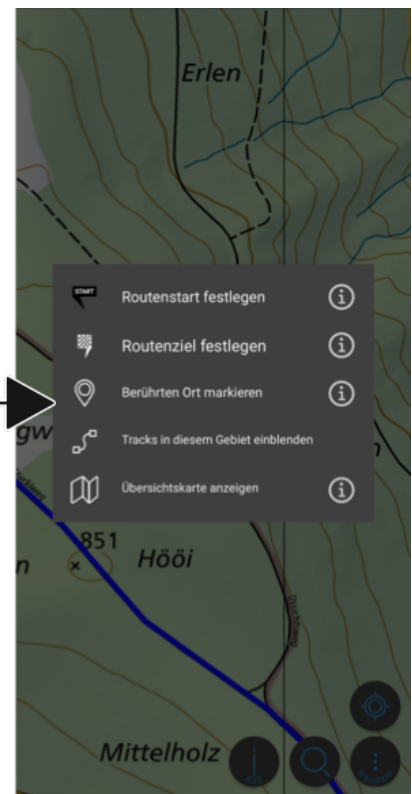 Erlen
START
Routenstart festlegen
Routenziel festlegen
Berührten Ort markieren
gw
Tracks in diesem Gebiet einblenden
n
Übersichtskarte anzeigen
851
n
Hööi
Mittelholz